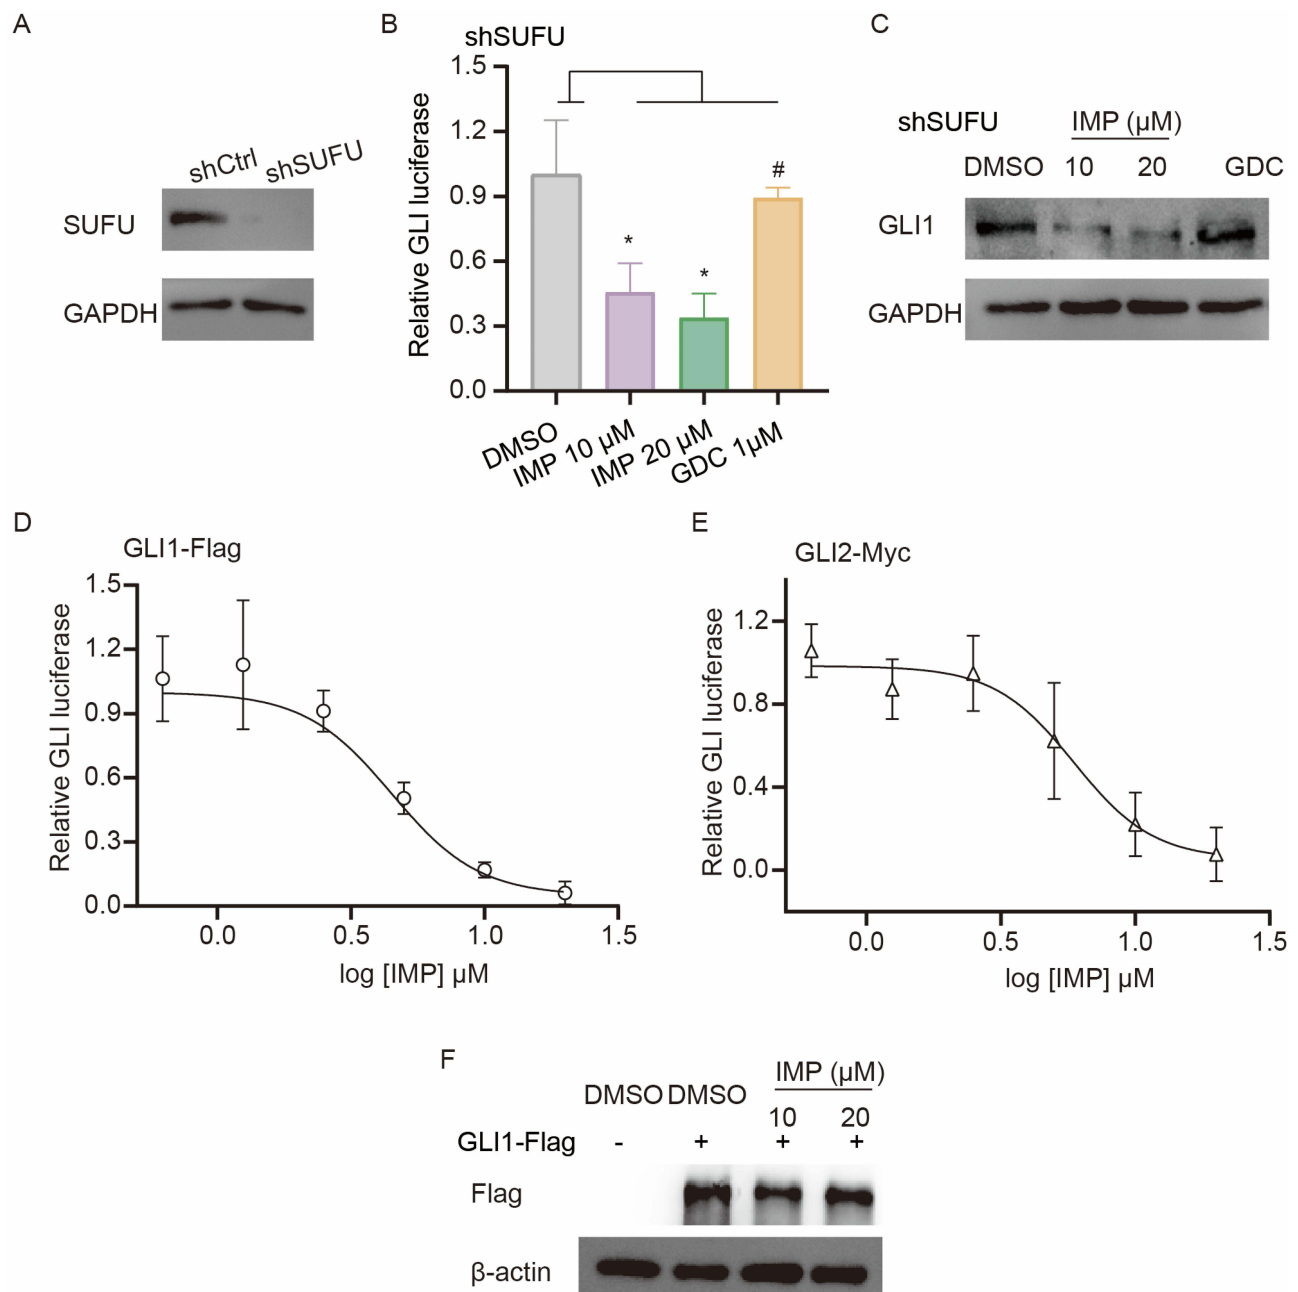 A
shCtrl shSUFU
SUFU
GAPDH
B
shSUFU
Relative GLI luciferase
1.5
1.2
0.9
0.6
0.3
0.0
*
*
#
DMSO
IMP 10 µM
IMP 20 µM
GDC 1µM
C
shSUFU IMP (µM)
DMSO 10 20 GDC
GLI1
GAPDH
D
GLI1-Flag
Relative GLI luciferase
1.5
1.2
0.9
0.6
0.3
0.0
0.0 0.5 1.0 1.5
log [IMP] µM
E
GLI2-Myc
Relative GLI luciferase
1.2
0.8
0.4
0.0
0.0 0.5 1.0 1.5
log [IMP] µM
F
IMP (µM)
DMSO DMSO 10 20
GLI1-Flag - + + +
Flag
β-actin